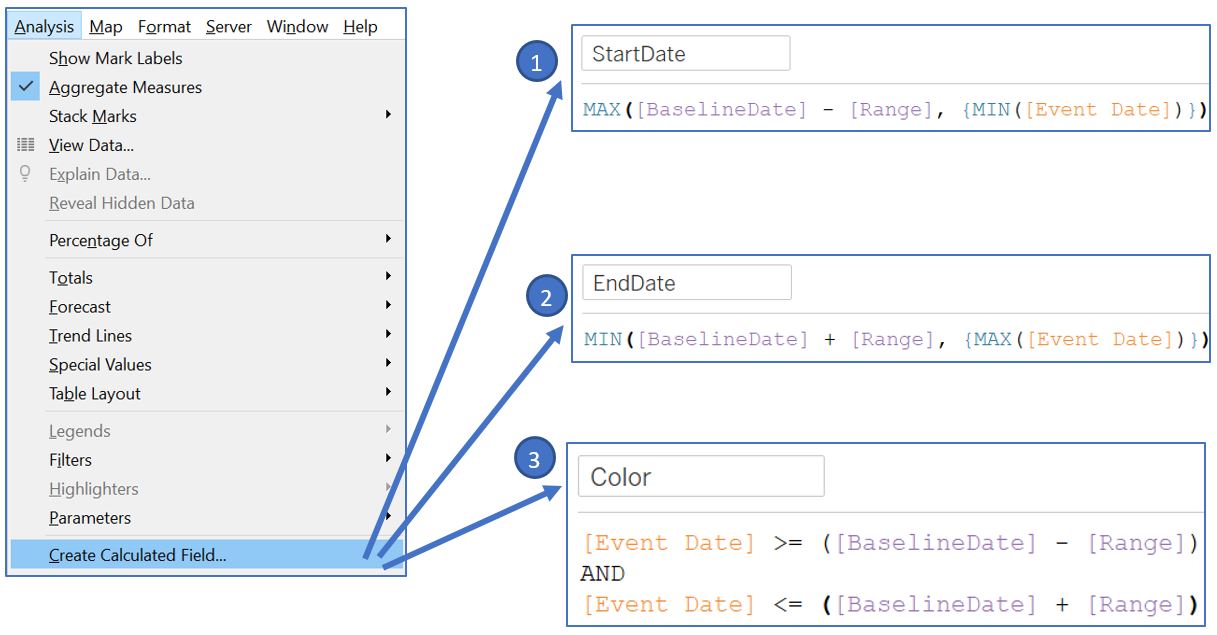 Analysis Map Format Server Window Help
Show Mark Labels
Aggregate Measures
Stack Marks
View Data...
Explain Data...
Reveal Hidden Data
Percentage Of
Totals
Forecast
Trend Lines
Special Values
Table Layout
Legends
Filters
Highlighters
Parameters
Create Calculated Field...
1
StartDate
MAX([BaselineDate] - [Range], {MIN([Event Date])})
2
EndDate
MIN([BaselineDate] + [Range], {MAX([Event Date])})
3
Color
[Event Date] >= ([BaselineDate] - [Range])
AND
[Event Date] <= ([BaselineDate] + [Range])